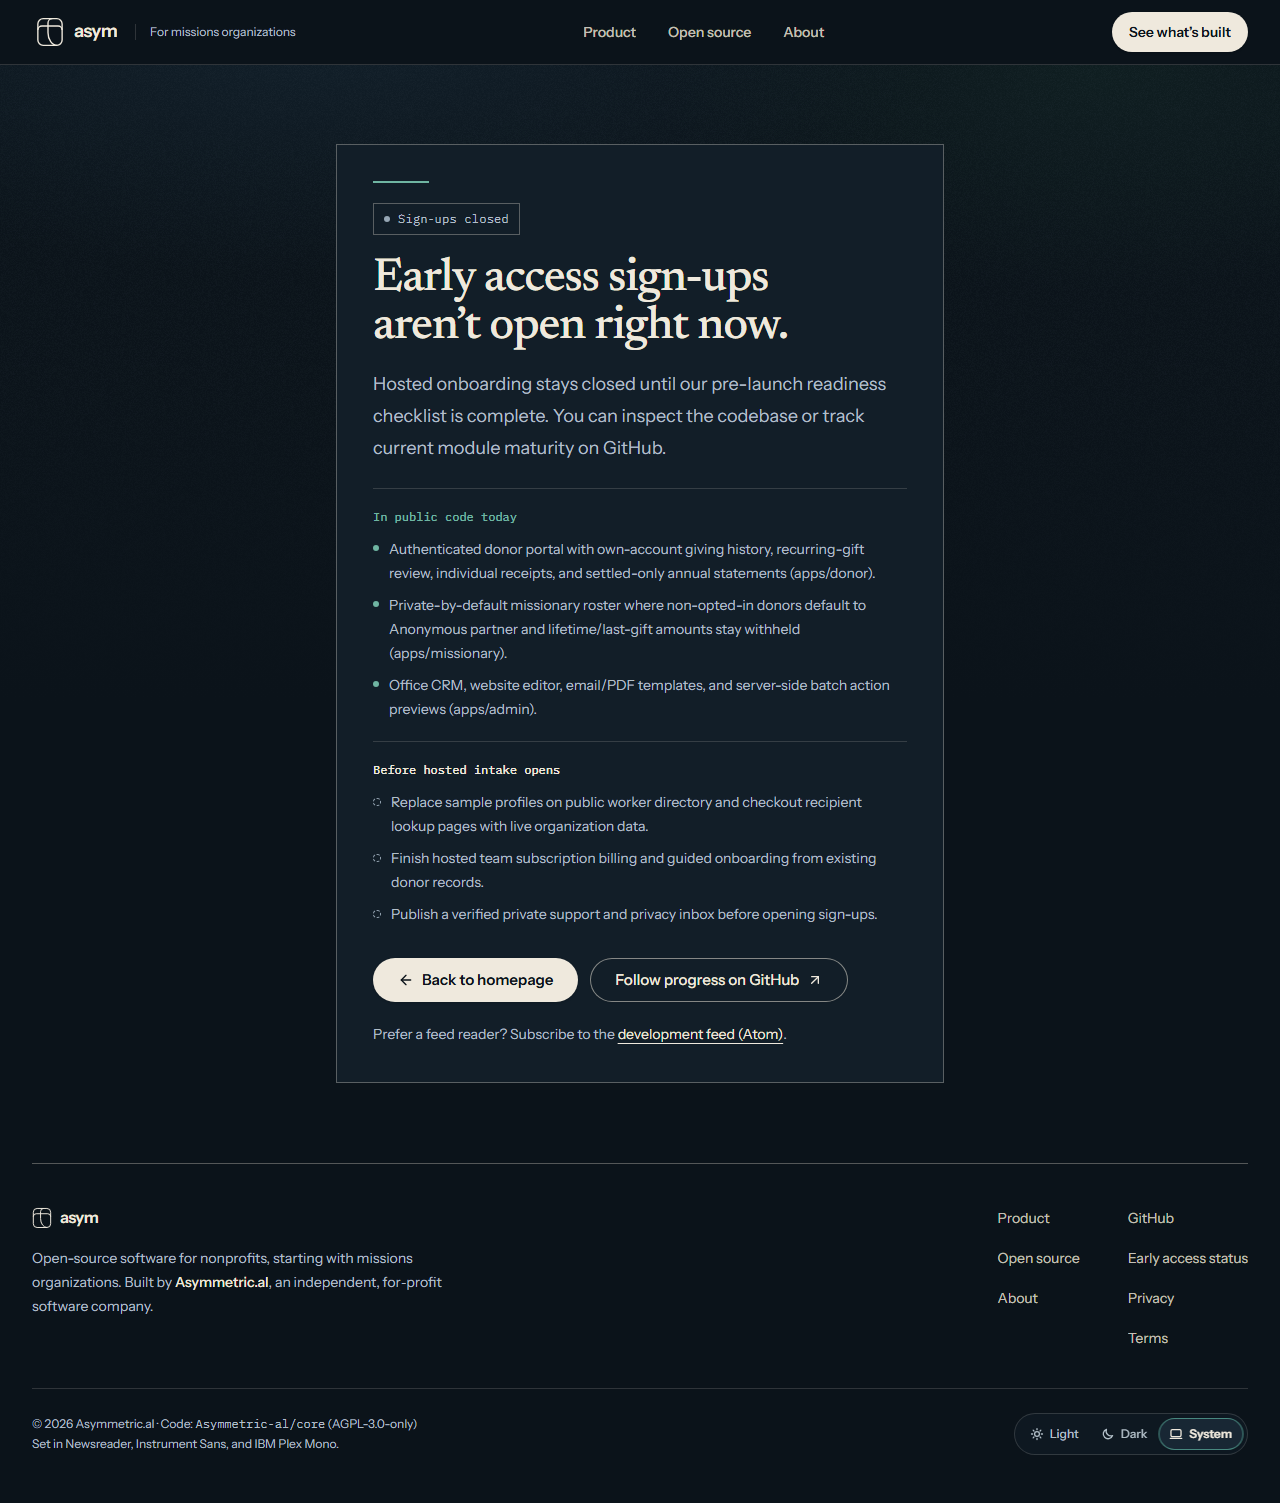 asym
For missions organizations
Product
Open source
About
See what's built
Sign-ups closed
Early access sign-ups
aren’t open right now.
Hosted onboarding stays closed until our pre-launch readiness
checklist is complete. You can inspect the codebase or track
current module maturity on GitHub.
In public code today
Authenticated donor portal with own-account giving history, recurring-gift
review, individual receipts, and settled-only annual statements (apps/donor).
Private-by-default missionary roster where non-opted-in donors default to
Anonymous partner and lifetime/last-gift amounts stay withheld
(apps/missionary).
Office CRM, website editor, email/PDF templates, and server-side batch action
previews (apps/admin).
Before hosted intake opens
Replace sample profiles on public worker directory and checkout recipient
lookup pages with live organization data.
Finish hosted team subscription billing and guided onboarding from existing
donor records.
Publish a verified private support and privacy inbox before opening sign-ups.
Back to homepage
Follow progress on GitHub
Prefer a feed reader? Subscribe to the development feed (Atom).
asym
Open-source software for nonprofits, starting with missions
organizations. Built by Asymmetric.al, an independent, for-profit
software company.
Product
Open source
About
GitHub
Early access status
Privacy
Terms
© 2026 Asymmetric.al · Code: Asymmetric-al/core (AGPL-3.0-only)
Set in Newsreader, Instrument Sans, and IBM Plex Mono.
Light
Dark
System